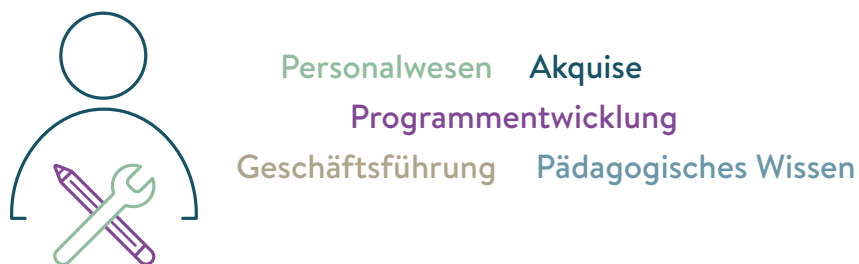 Personalwesen Akquise
Programmentwicklung
Geschäftsführung Pädagogisches Wissen